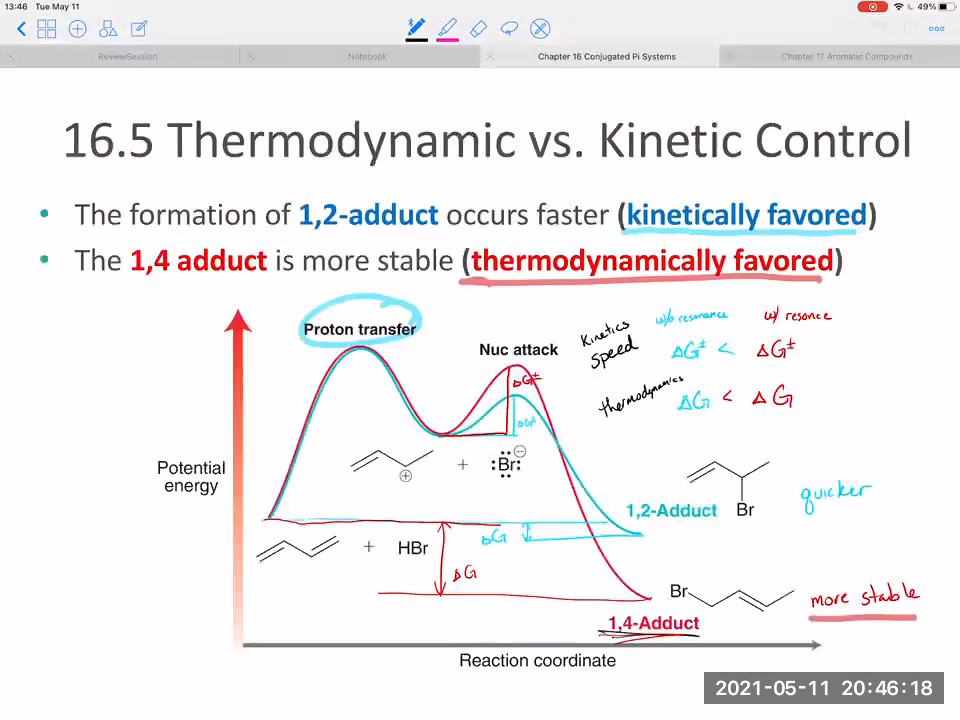 13:46 Tue May 11
49%
ReviewSession
Notebook
Chapter 16 Conjugated Pi Systems
Chapter 17 Aromatic Compounds
16.5 Thermodynamic vs. Kinetic Control
• The formation of 1,2-adduct occurs faster (kinetically favored)
• The 1,4 adduct is more stable (thermodynamically favored)
Proton transfer
Nuc attack
Kinetics
speed
w/o resonance
w/ resonce
ΔG‡ < ΔG‡
thermodynamics
ΔG < ΔG
ΔG‡
ΔG‡
Potential
energy
+ :Br:
⊕
⊖
1,2-Adduct
Br
quicker
+ HBr
ΔG
ΔG
Br
more stable
1,4-Adduct
Reaction coordinate
2021-05-11 20:46:18